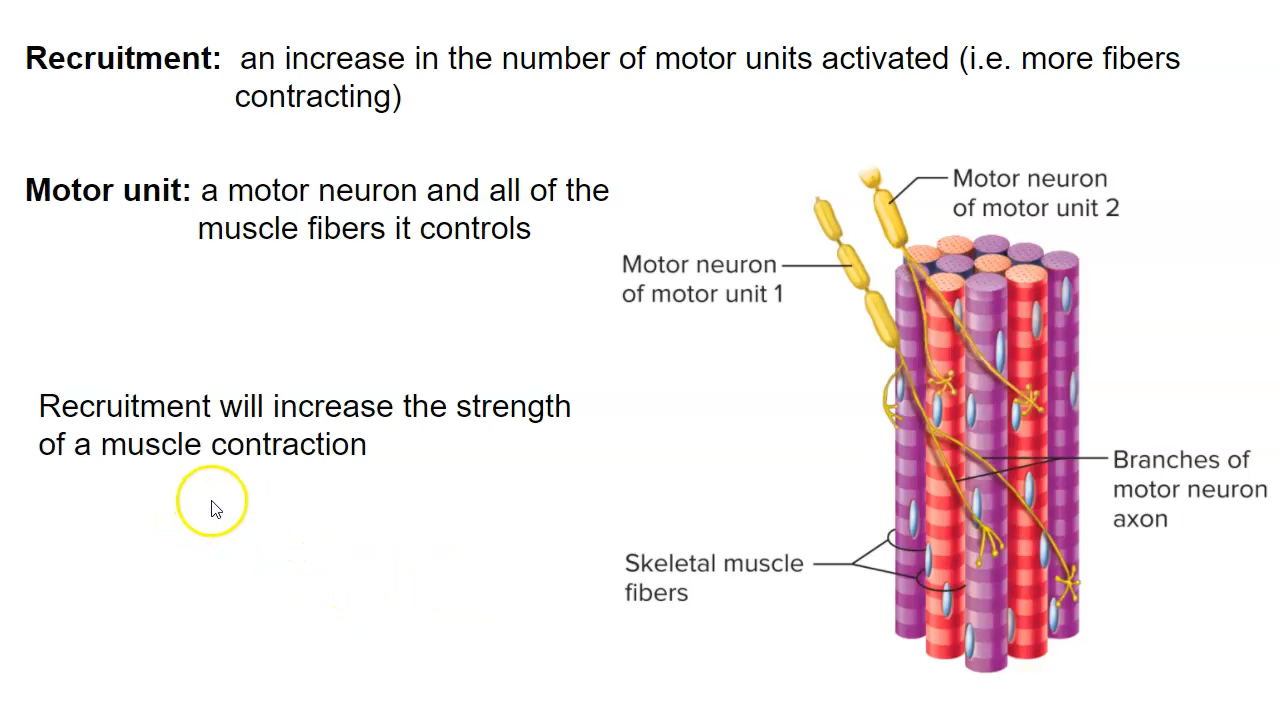 Recruitment: an increase in the number of motor units activated (i.e. more fibers
contracting)
Motor unit: a motor neuron and all of the
muscle fibers it controls
Motor neuron
of motor unit 2
Motor neuron
of motor unit 1
Recruitment will increase the strength
of a muscle contraction
Branches of
motor neuron
axon
Skeletal muscle
fibers